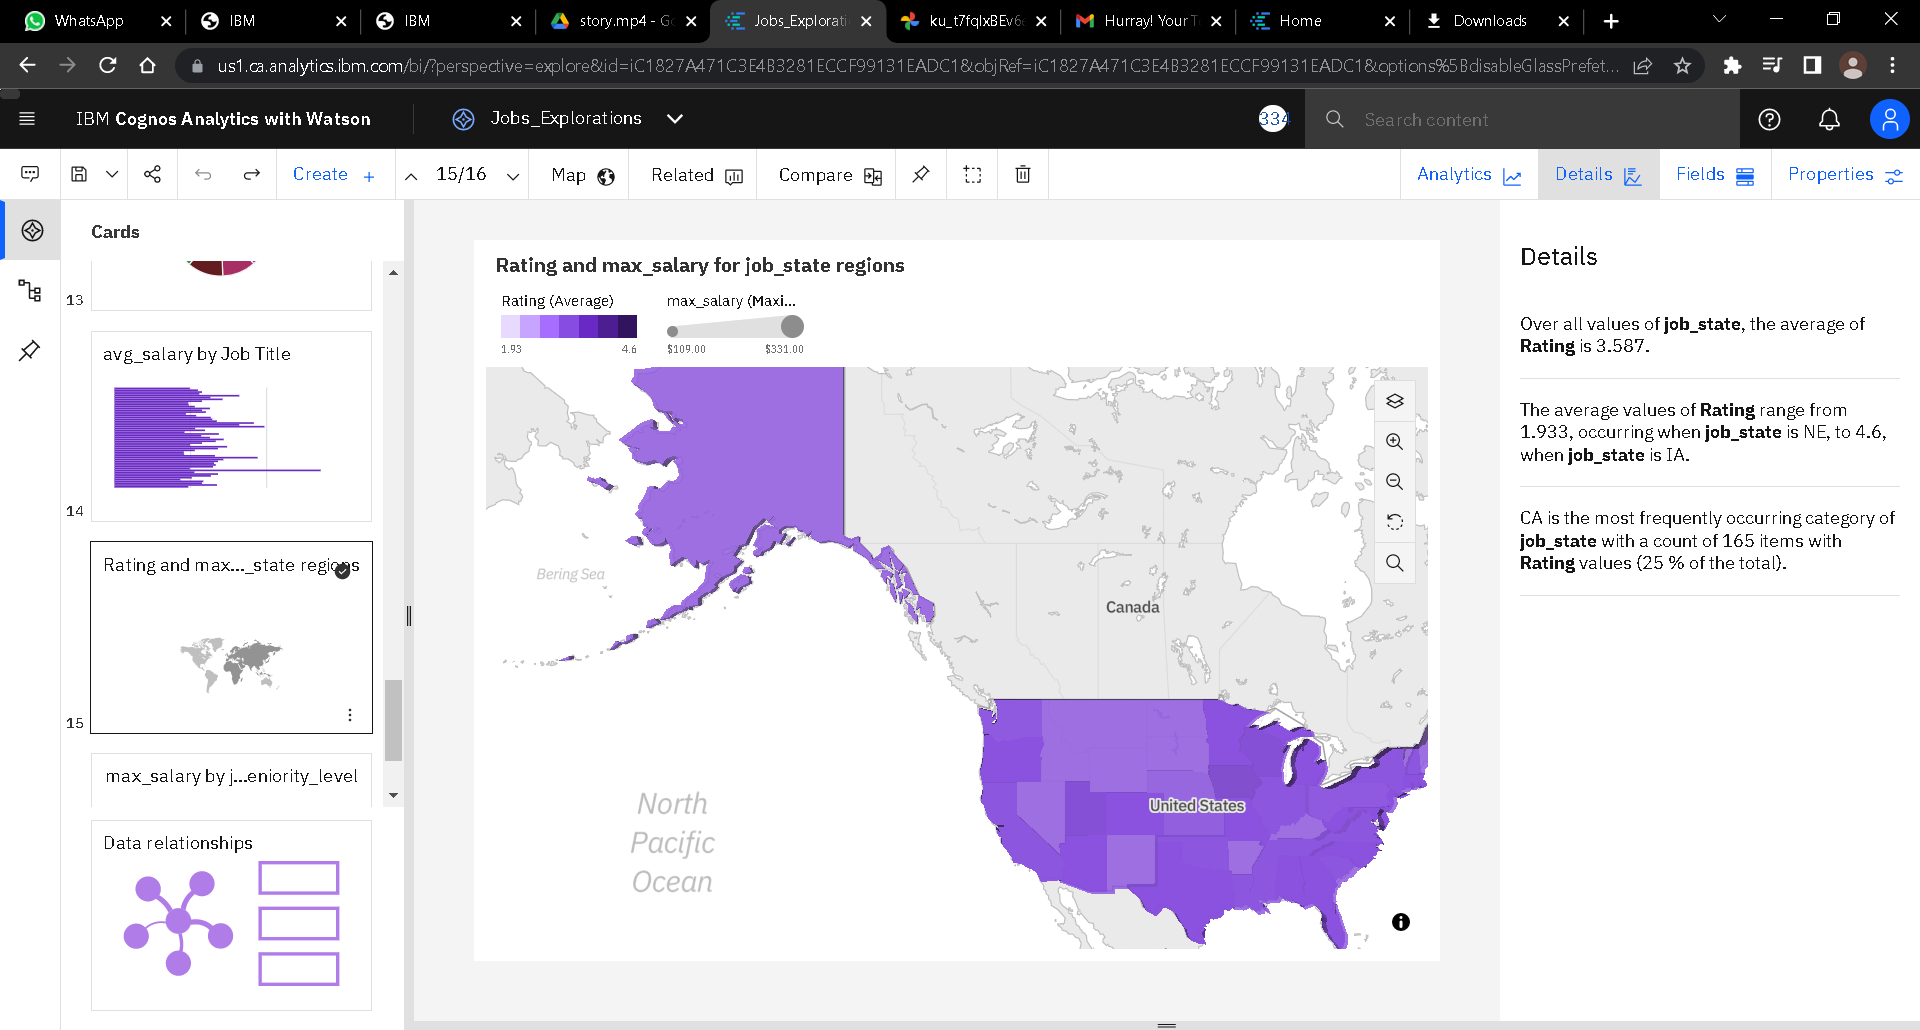 WhatsApp
IBM
IBM
story.mp4 - Go
Jobs_Explorati
ku_t7fqlxBEv6
Hurray! Your T
Home
Downloads
us1.ca.analytics.ibm.com/bi/?perspective=explore&id=iC1827A471C3E4B3281ECCF99131EADC1&objRef=iC1827A471C3E4B3281ECCF99131EADC1&options%5BdisableGlassPrefet...
IBM Cognos Analytics with Watson
Jobs_Explorations
334
Search content
Create
15/16
Map
Related
Compare
Analytics
Details
Fields
Properties
Cards
13
avg_salary by Job Title
14
Rating and max..._state regions
15
max_salary by j...eniority_level
Data relationships
Rating and max_salary for job_state regions
Rating (Average)
1.93
4.6
max_salary (Maxi...
$109.00
$331.00
Bering Sea
Canada
United States
North
Pacific
Ocean
Details
Over all values of job_state, the average of
Rating is 3.587.
The average values of Rating range from
1.933, occurring when job_state is NE, to 4.6,
when job_state is IA.
CA is the most frequently occurring category of
job_state with a count of 165 items with
Rating values (25 % of the total).